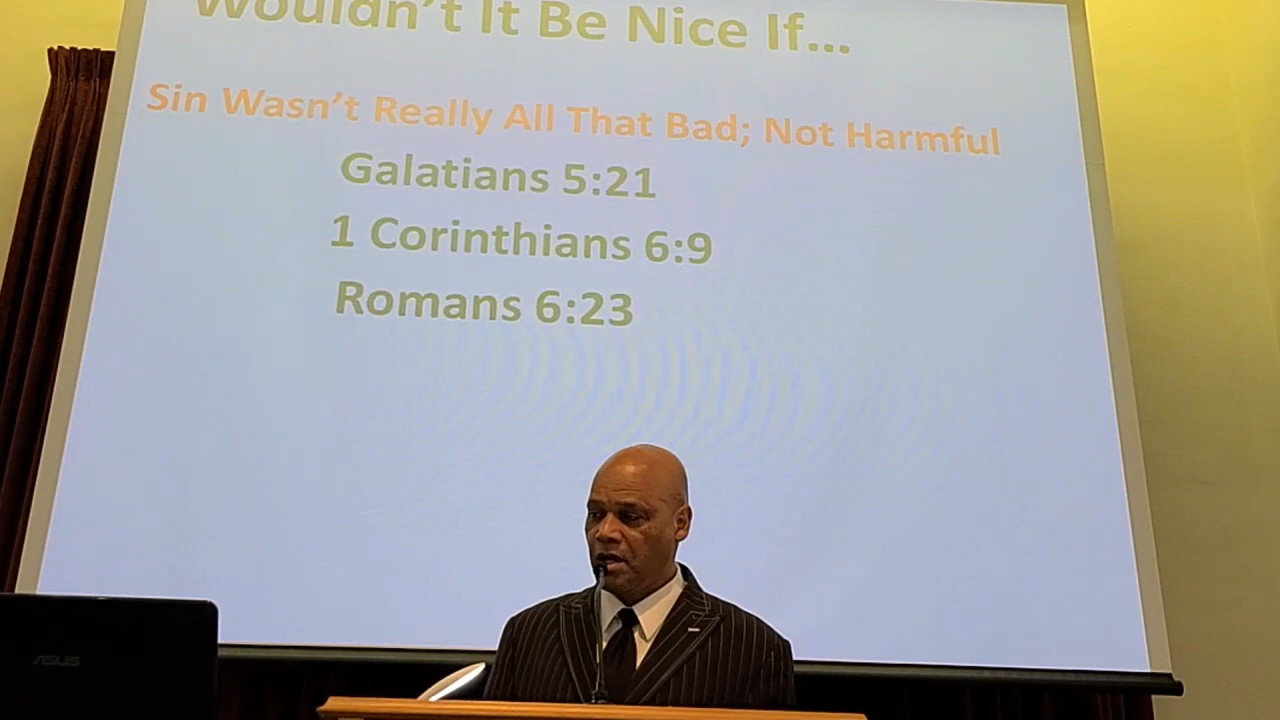 Wouldn't It Be Nice If...
Sin Wasn't Really All That Bad; Not Harmful
Galatians 5:21
1 Corinthians 6:9
Romans 6:23
ASUS